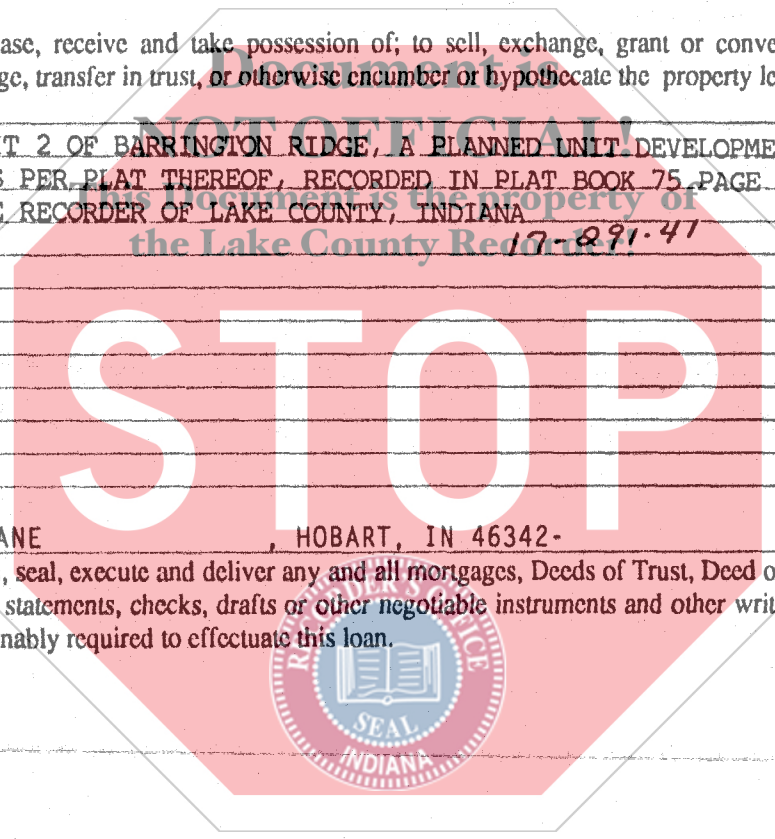 ase, receive and take possession of; to sell, exchange, grant or conve
ge, transfer in trust, or otherwise encumber or hypothecate the property lo
Document is
NOT OFFICIAL!
This Document is the property of
the Lake County Recorder!
T 2 OF BARRINGTON RIDGE, A PLANNED UNIT DEVELOPME
S PER PLAT THEREOF, RECORDED IN PLAT BOOK 75 PAGE
E RECORDER OF LAKE COUNTY, INDIANA
17-291.41
STOP
ANE , HOBART, IN 46342-
, seal, execute and deliver any and all mortgages, Deeds of Trust, Deed o
statements, checks, drafts or other negotiable instruments and other writ
nably required to effectuate this loan.
RECORDER'S OFFICE
SEAL
INDIANA